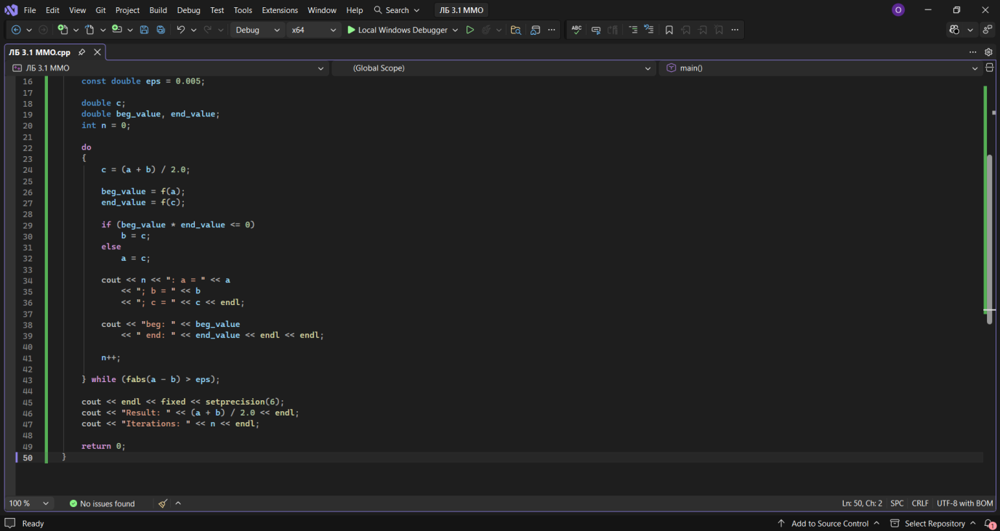 File Edit View Git Project Build Debug Test Tools Extensions Window Help Search ЛБ 3.1 ММО O
Debug x64 Local Windows Debugger ABC
ЛБ 3.1 ММО.cpp
ЛБ 3.1 ММО (Global Scope) main()
16 const double eps = 0.005;
17
18 double c;
19 double beg_value, end_value;
20 int n = 0;
21
22 do
23 {
24 c = (a + b) / 2.0;
25
26 beg_value = f(a);
27 end_value = f(c);
28
29 if (beg_value * end_value <= 0)
30 b = c;
31 else
32 a = c;
33
34 cout << n << ": a = " << a
35 << "; b = " << b
36 << "; c = " << c << endl;
37
38 cout << "beg: " << beg_value
39 << " end: " << end_value << endl << endl;
40
41 n++;
42
43 } while (fabs(a - b) > eps);
44
45 cout << endl << fixed << setprecision(6);
46 cout << "Result: " << (a + b) / 2.0 << endl;
47 cout << "Iterations: " << n << endl;
48
49 return 0;
50 }
100 % No issues found Ln: 50, Ch: 2 SPC CRLF UTF-8 with BOM
Ready Add to Source Control Select Repository 1